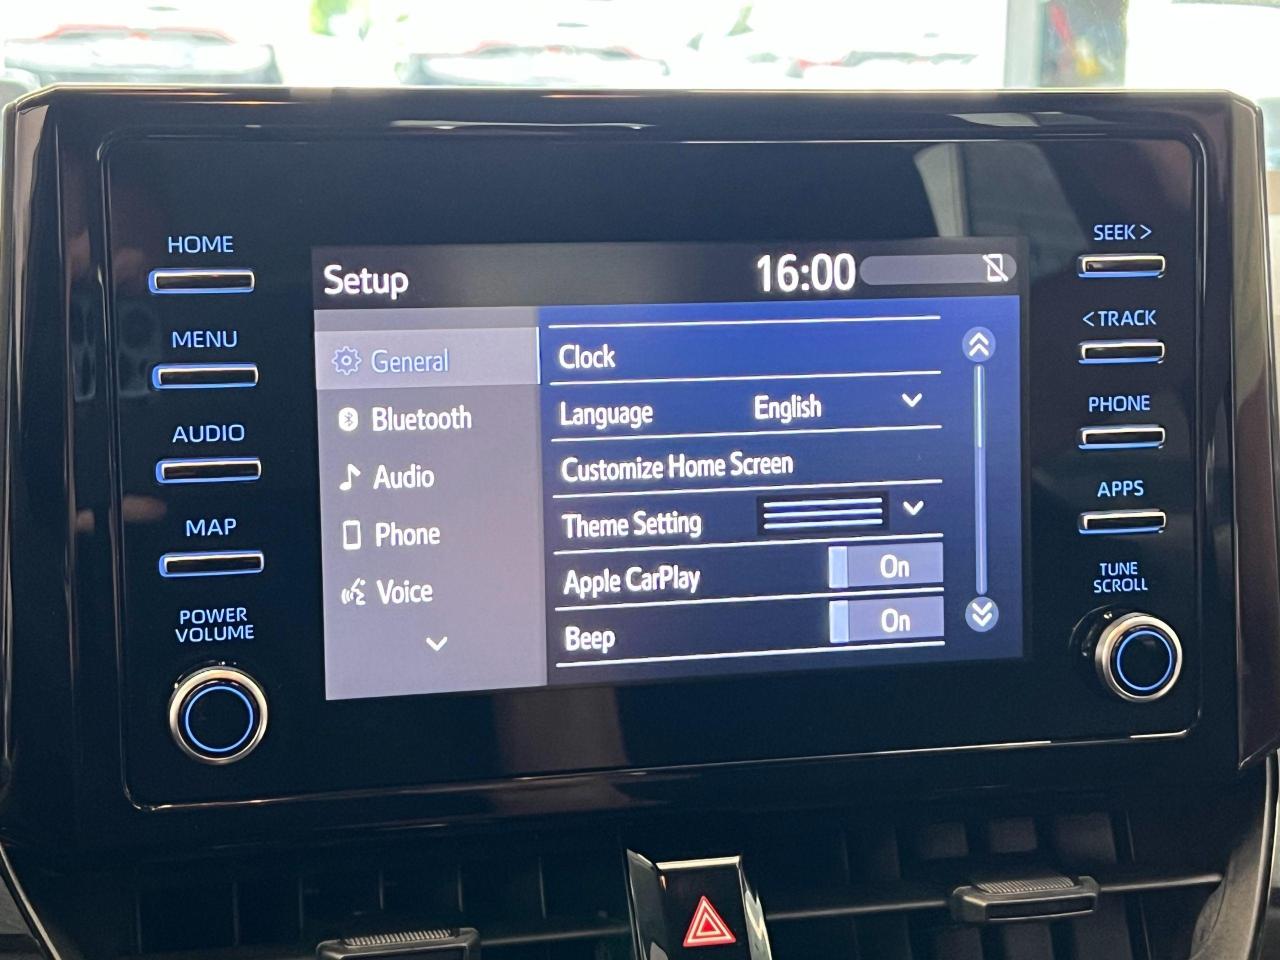 HOME
MENU
AUDIO
MAP
POWER
VOLUME
Setup
16:00
General
Bluetooth
Audio
Phone
Voice
Clock
Language English
Customize Home Screen
Theme Setting
Apple CarPlay On
Beep On
SEEK >
< TRACK
PHONE
APPS
TUNE
SCROLL